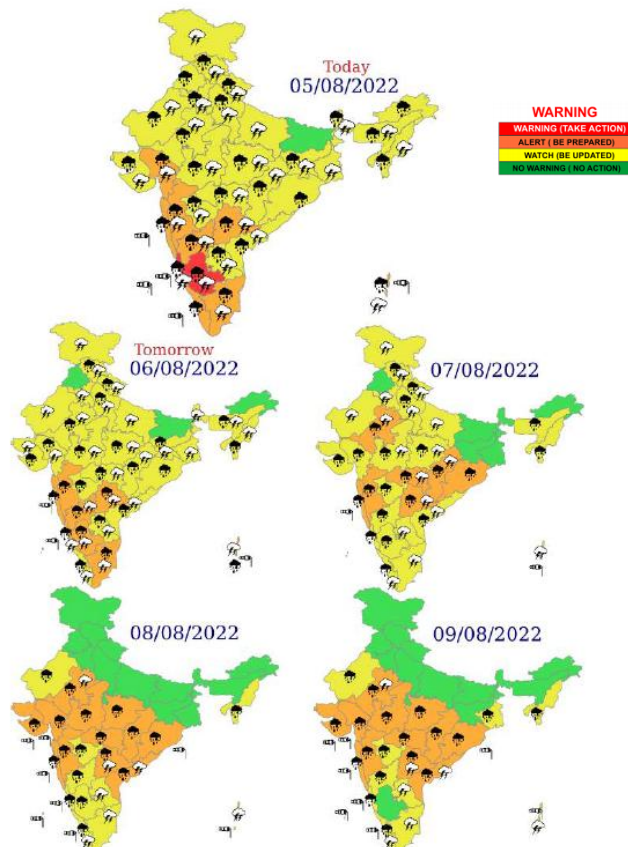 Today
05/08/2022
WARNING
WARNING (TAKE ACTION)
ALERT ( BE PREPARED)
WATCH (BE UPDATED)
NO WARNING ( NO ACTION)
Tomorrow
06/08/2022
07/08/2022
08/08/2022
09/08/2022